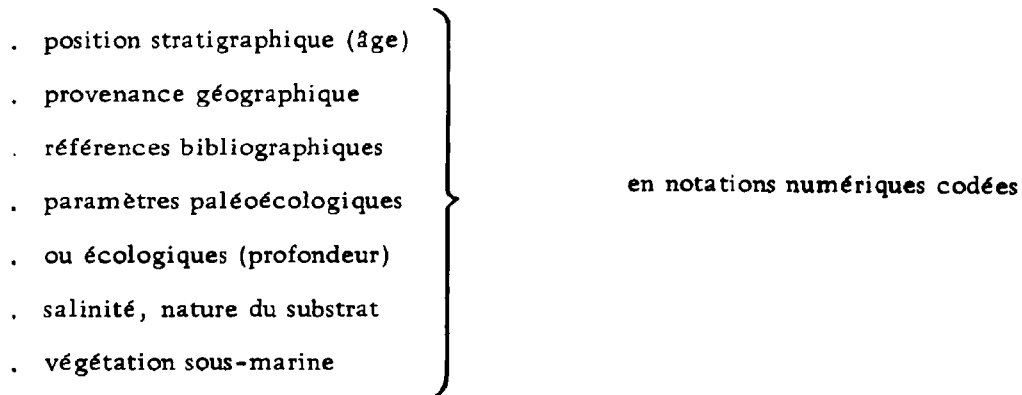 . position stratigraphique (âge)
. provenance géographique
. références bibliographiques
. paramètres paléoécologiques
en notations numériques codées
. ou écologiques (profondeur)
. salinité, nature du substrat
. végétation sous-marine